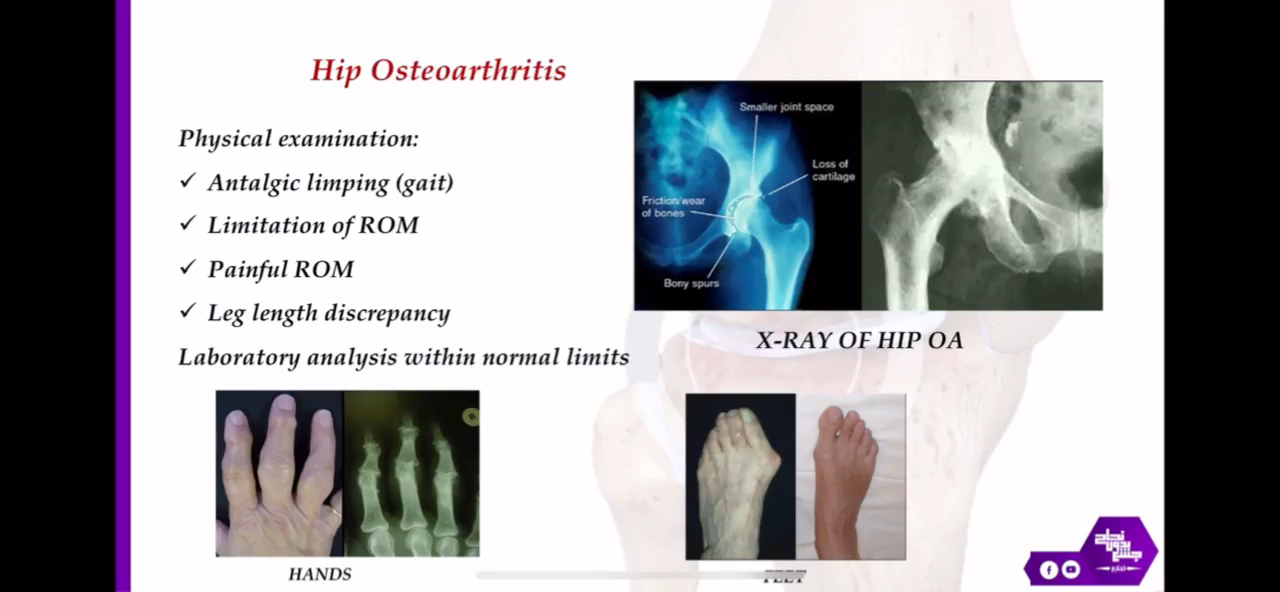 Hip Osteoarthritis
Physical examination:
✓ Antalgic limping (gait)
✓ Limitation of ROM
✓ Painful ROM
✓ Leg length discrepancy
Laboratory analysis within normal limits
Smaller joint space
Loss of
cartilage
Friction/wear
of bones
Bony spurs
X-RAY OF HIP OA
HANDS
FEET